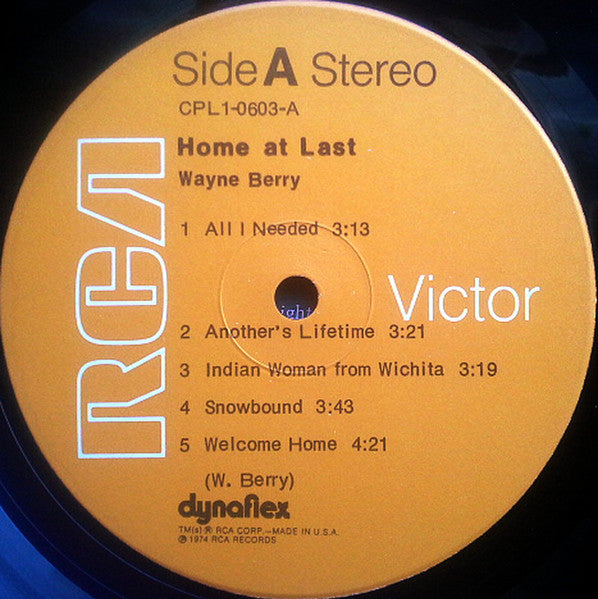 Side A Stereo
CPL1-0603-A
Home at Last
Wayne Berry
1 All I Needed 3:13
RCA
Victor
2 Another's Lifetime 3:21
3 Indian Woman from Wichita 3:19
4 Snowbound 3:43
5 Welcome Home 4:21
(W. Berry)
dynaflex
TM(s) ® RCA CORP.—MADE IN U.S.A.
℗ 1974 RCA RECORDS